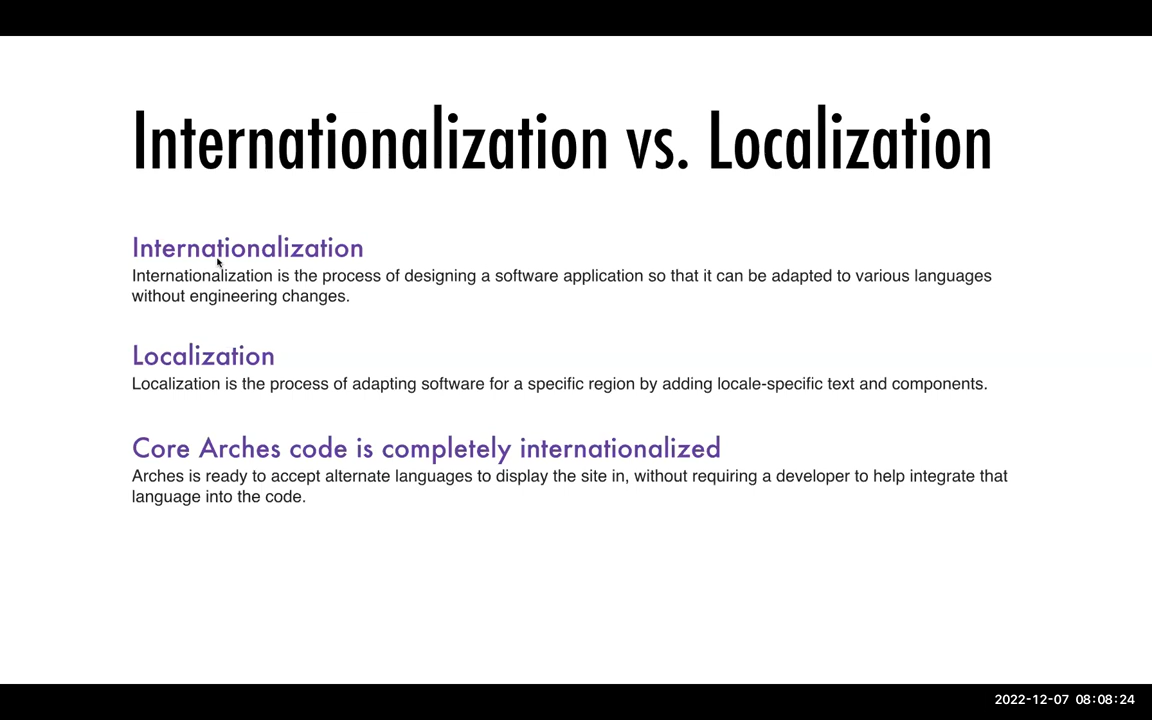 Internationalization vs. Localization
Internationalization
Internationalization is the process of designing a software application so that it can be adapted to various languages
without engineering changes.
Localization
Localization is the process of adapting software for a specific region by adding locale-specific text and components.
Core Arches code is completely internationalized
Arches is ready to accept alternate languages to display the site in, without requiring a developer to help integrate that
language into the code.
2022-12-07 08:08:24